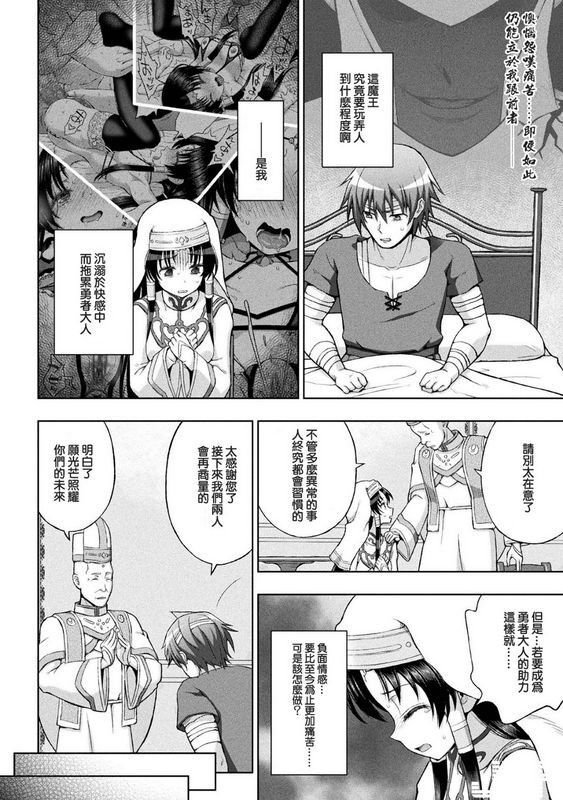 懊惱怨嘆痛苦……即使如此
仍能立於我跟前者——
這魔王
究竟要玩弄人
到什麼程度啊
——是我
沉溺於快感中
而拖累勇者大人
請別太在意了
不管多麼異常的事
人終究都會習慣的
太感謝您了
接下來我們兩人
會再商量的
明白了
願光芒照耀
你們的未來
但是…若要成為
勇者大人的助力
這樣就……
負面情感…
要比至今為止更加痛苦…
可是該怎麼做?